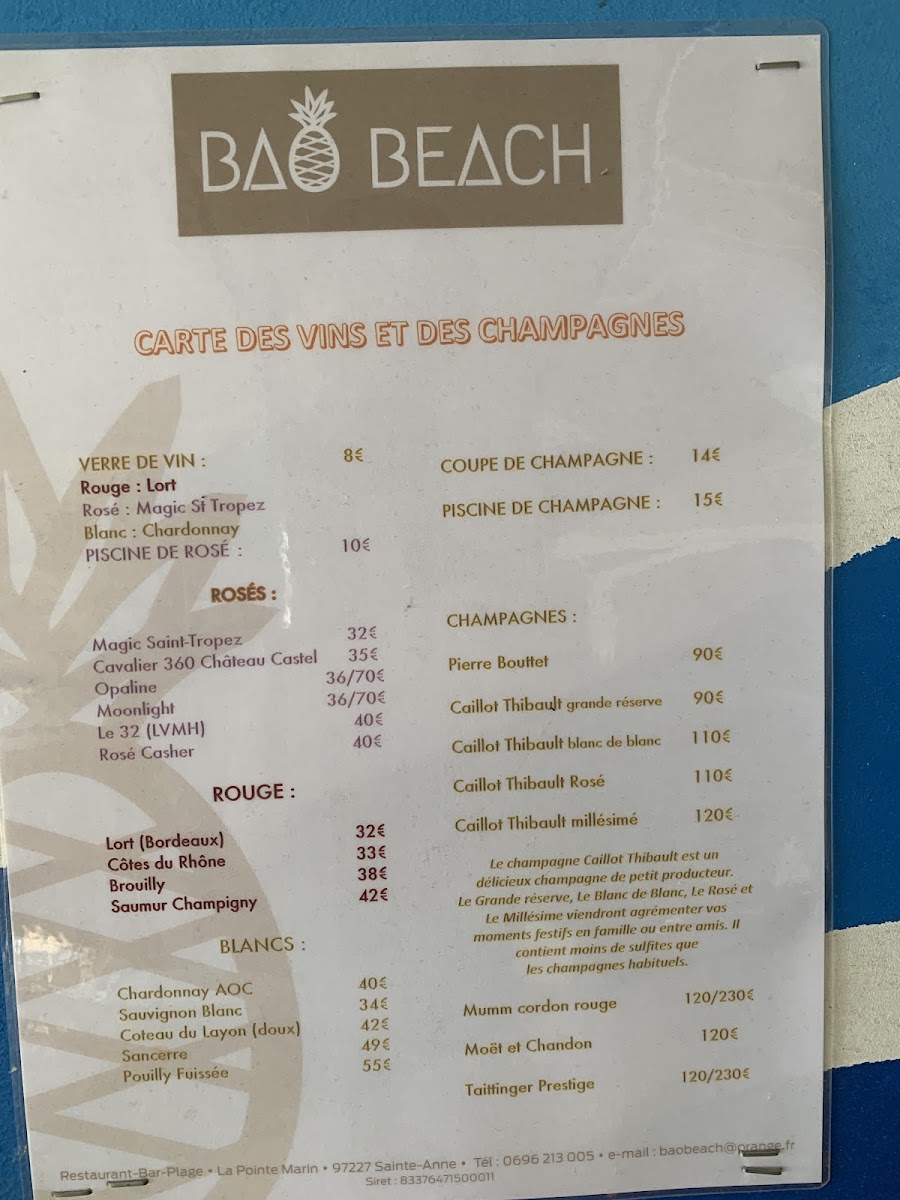 BAO BEACH
CARTE DES VINS ET DES CHAMPAGNES
VERRE DE VIN : 8€
Rouge : Lort
Rosé : Magic St Tropez
Blanc : Chardonnay
PISCINE DE ROSÉ : 10€
ROSÉS :
Magic Saint-Tropez 32€
Cavalier 360 Château Castel 35€
Opaline 36/70€
Moonlight 36/70€
Le 32 (LVMH) 40€
Rosé Casher 40€
ROUGE :
Lort (Bordeaux) 32€
Côtes du Rhône 33€
Brouilly 38€
Saumur Champigny 42€
BLANCS :
Chardonnay AOC 40€
Sauvignon Blanc 34€
Coteau du Layon (doux) 42€
Sancerre 49€
Pouilly Fuissée 55€
COUPE DE CHAMPAGNE : 14€
PISCINE DE CHAMPAGNE : 15€
CHAMPAGNES :
Pierre Bouttet 90€
Caillot Thibault grande réserve 90€
Caillot Thibault blanc de blanc 110€
Caillot Thibault Rosé 110€
Caillot Thibault millésimé 120€
Le champagne Caillot Thibault est un
délicieux champagne de petit producteur.
Le Grande réserve, Le Blanc de Blanc, Le Rosé et
Le Millésime viendront agrémenter vos
moments festifs en famille ou entre amis. Il
contient moins de sulfites que
les champagnes habituels.
Mumm cordon rouge 120/230€
Moët et Chandon 120€
Taittinger Prestige 120/230€
Restaurant-Bar-Plage • La Pointe Marin • 97227 Sainte-Anne • Tél : 0696 213 005 • e-mail : baobeach@orange.fr
Siret : 83376471500011